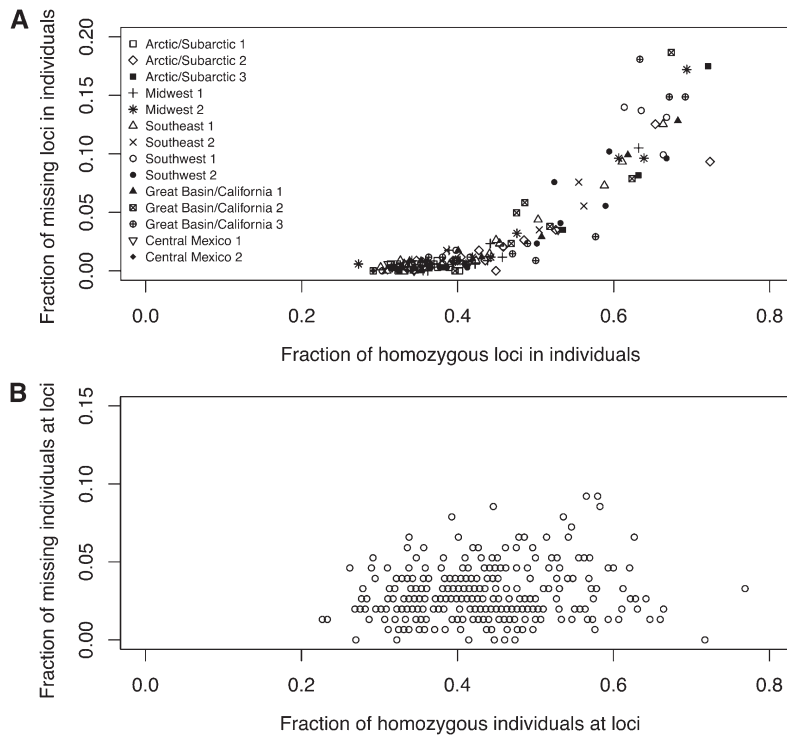 A
Fraction of missing loci in individuals
0.20
0.15
0.10
0.05
0.00
Arctic/Subarctic 1
Arctic/Subarctic 2
Arctic/Subarctic 3
Midwest 1
Midwest 2
Southeast 1
Southeast 2
Southwest 1
Southwest 2
Great Basin/California 1
Great Basin/California 2
Great Basin/California 3
Central Mexico 1
Central Mexico 2
0.0 0.2 0.4 0.6 0.8
Fraction of homozygous loci in individuals
B
Fraction of missing individuals at loci
0.15
0.10
0.05
0.00
0.0 0.2 0.4 0.6 0.8
Fraction of homozygous individuals at loci